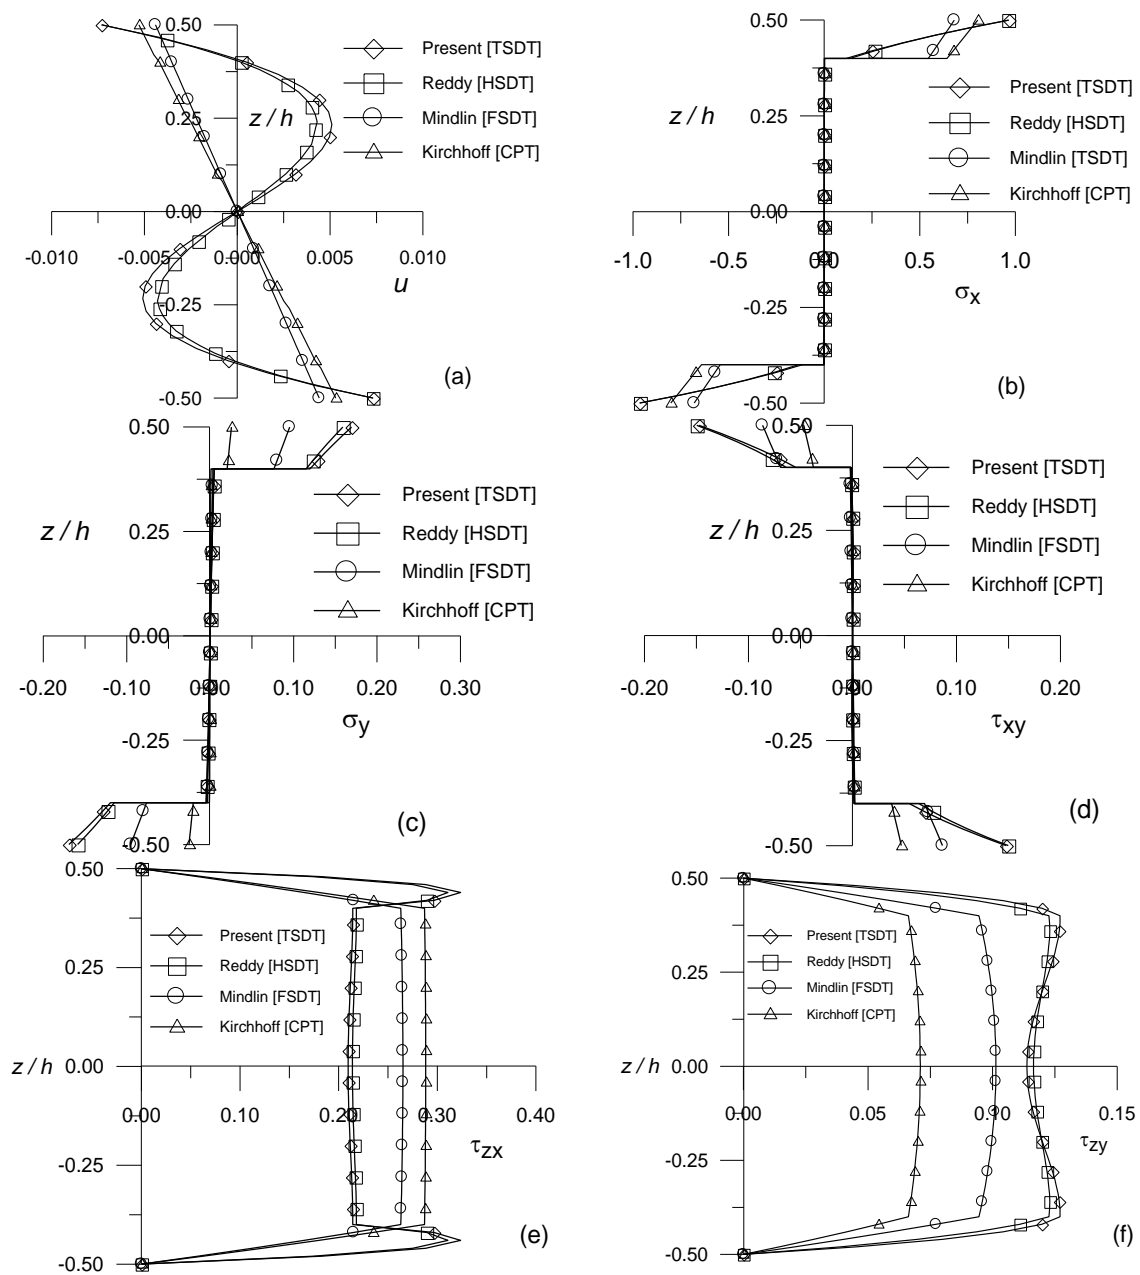 0.50
Present [TSDT]
Reddy [HSDT]
Mindlin [FSDT]
Kirchhoff [CPT]
z/h
0.25
0.00
-0.010
-0.005
0.000
0.005
0.010
u
-0.25
-0.50
(a)
0.50
Present [TSDT]
Reddy [HSDT]
Mindlin [TSDT]
Kirchhoff [CPT]
z/h
0.25
0.00
-1.0
-0.5
0.0
0.5
1.0
σx
-0.25
-0.50
(b)
0.50
Present [TSDT]
Reddy [HSDT]
Mindlin [FSDT]
Kirchhoff [CPT]
z/h
0.25
0.00
-0.20
-0.10
0.00
0.10
0.20
0.30
σy
-0.25
-0.50
(c)
0.50
Present [TSDT]
Reddy [HSDT]
Mindlin [FSDT]
Kirchhoff [CPT]
z/h
0.25
0.00
-0.20
-0.10
0.00
0.10
0.20
τxy
-0.25
-0.50
(d)
0.50
Present [TSDT]
Reddy [HSDT]
Mindlin [FSDT]
Kirchhoff [CPT]
0.25
z/h
0.00
0.00
0.10
0.20
0.30
0.40
τzx
-0.25
-0.50
(e)
0.50
Present [TSDT]
Reddy [HSDT]
Mindlin [FSDT]
Kirchhoff [CPT]
0.25
z/h
0.00
0.00
0.05
0.10
0.15
τzy
-0.25
-0.50
(f)